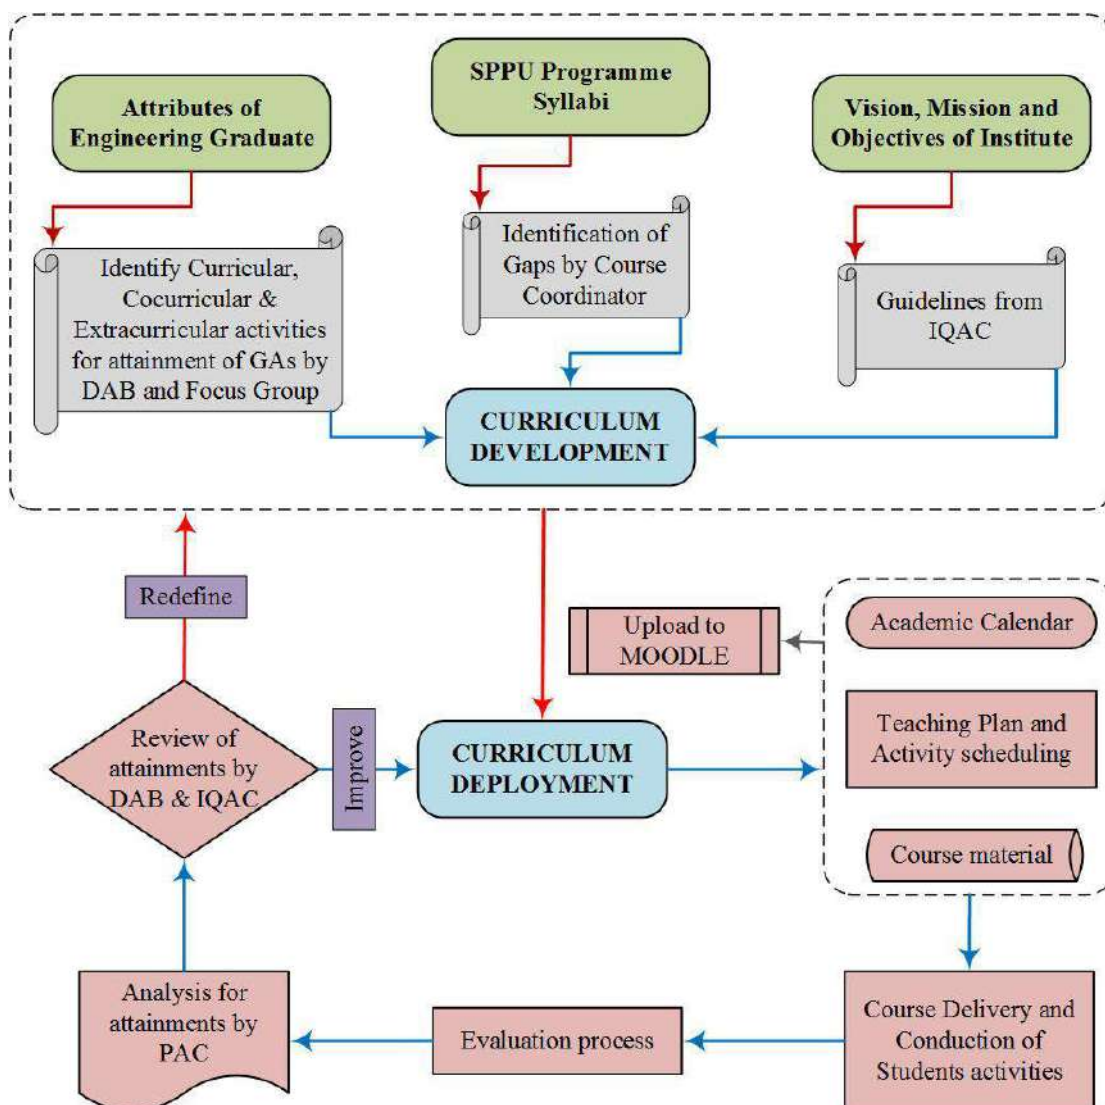 SPPU Programme
Syllabi
Attributes of
Engineering Graduate
Vision, Mission and
Objectives of Institute
Identify Curricular,
Cocurricular &
Extracurricular activities
for attainment of GAs by
DAB and Focus Group
Identification of
Gaps by Course
Coordinator
Guidelines from
IQAC
CURRICULUM
DEVELOPMENT
Redefine
Upload to
MOODLE
Academic Calendar
Teaching Plan and
Activity scheduling
Course material
Review of
attainments by
DAB & IQAC
Improve
CURRICULUM
DEPLOYMENT
Analysis for
attainments by
PAC
Evaluation process
Course Delivery and
Conduction of
Students activities